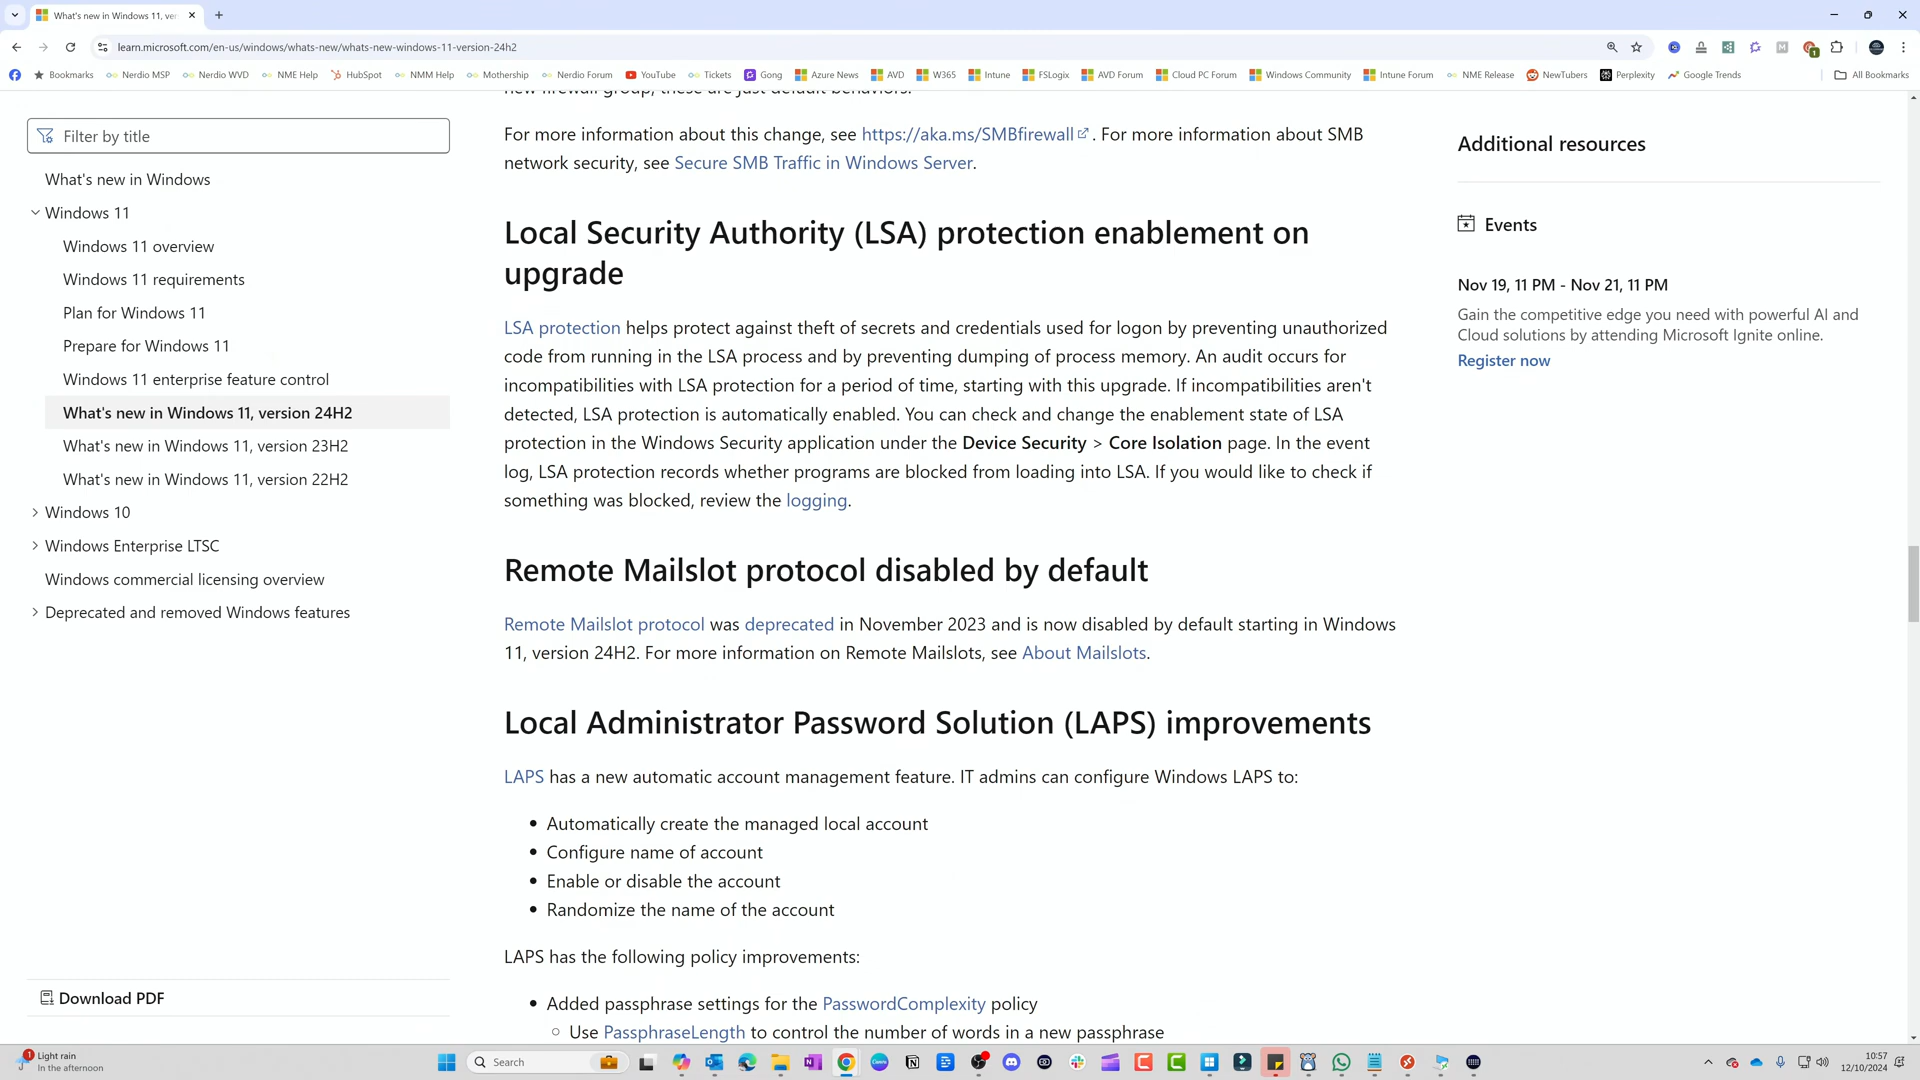 What's new in Windows 11, ver
learn.microsoft.com/en-us/windows/whats-new/whats-new-windows-11-version-24h2
Bookmarks Nerdio MSP Nerdio WVD NME Help HubSpot NMM Help Mothership Nerdio Forum YouTube Tickets Gong Azure News AVD W365 Intune FSLogix AVD Forum Cloud PC Forum Windows Community Intune Forum NME Release NewTubers Perplexity Google Trends All Bookmarks
new firewall group, these are just default behaviors.
Filter by title
What's new in Windows
Windows 11
Windows 11 overview
Windows 11 requirements
Plan for Windows 11
Prepare for Windows 11
Windows 11 enterprise feature control
What's new in Windows 11, version 24H2
What's new in Windows 11, version 23H2
What's new in Windows 11, version 22H2
Windows 10
Windows Enterprise LTSC
Windows commercial licensing overview
Deprecated and removed Windows features
Download PDF
For more information about this change, see https://aka.ms/SMBfirewall . For more information about SMB
network security, see Secure SMB Traffic in Windows Server.
Local Security Authority (LSA) protection enablement on
upgrade
LSA protection helps protect against theft of secrets and credentials used for logon by preventing unauthorized
code from running in the LSA process and by preventing dumping of process memory. An audit occurs for
incompatibilities with LSA protection for a period of time, starting with this upgrade. If incompatibilities aren't
detected, LSA protection is automatically enabled. You can check and change the enablement state of LSA
protection in the Windows Security application under the Device Security > Core Isolation page. In the event
log, LSA protection records whether programs are blocked from loading into LSA. If you would like to check if
something was blocked, review the logging.
Remote Mailslot protocol disabled by default
Remote Mailslot protocol was deprecated in November 2023 and is now disabled by default starting in Windows
11, version 24H2. For more information on Remote Mailslots, see About Mailslots.
Local Administrator Password Solution (LAPS) improvements
LAPS has a new automatic account management feature. IT admins can configure Windows LAPS to:
• Automatically create the managed local account
• Configure name of account
• Enable or disable the account
• Randomize the name of the account
LAPS has the following policy improvements:
• Added passphrase settings for the PasswordComplexity policy
○ Use PassphraseLength to control the number of words in a new passphrase
Additional resources
Events
Nov 19, 11 PM - Nov 21, 11 PM
Gain the competitive edge you need with powerful AI and
Cloud solutions by attending Microsoft Ignite online.
Register now
1
Light rain
In the afternoon
Search
10:57
12/10/2024